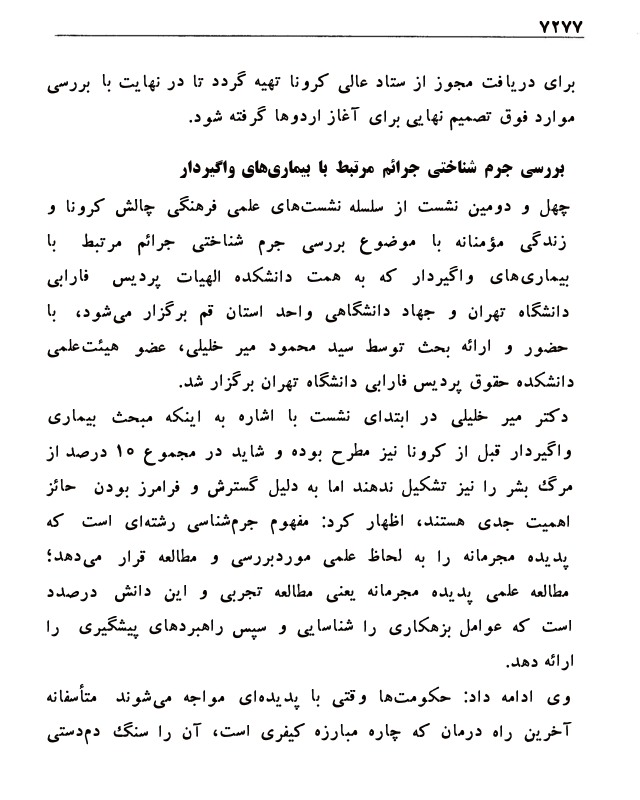 ۷۲۷۷
برای دریافت مجوز از ستاد عالی کرونا تهیه گردد تا در نهایت با بررسی
موارد فوق تصمیم نهایی برای آغاز اردوها گرفته شود.
بررسی جرم شناختی جرائم مرتبط با بیماری‌های واگیردار
چهل و دومین نشست از سلسله نشست‌های علمی فرهنگی چالش کرونا و
زندگی مؤمنانه با موضوع بررسی جرم شناختی جرائم مرتبط با
بیماری‌های واگیردار که به همت دانشکده الهیات پردیس فارابی
دانشگاه تهران و جهاد دانشگاهی واحد استان قم برگزار می‌شود، با
حضور و ارائه بحث توسط سید محمود میر خلیلی، عضو هیئت‌علمی
دانشکده حقوق پردیس فارابی دانشگاه تهران برگزار شد.
دکتر میر خلیلی در ابتدای نشست با اشاره به اینکه مبحث بیماری
واگیردار قبل از کرونا نیز مطرح بوده و شاید در مجموع ۱۰ درصد از
مرگ بشر را نیز تشکیل ندهند اما به دلیل گسترش و فرامرز بودن حائز
اهمیت جدی هستند، اظهار کرد: مفهوم جرم‌شناسی رشته‌ای است که
پدیده مجرمانه را به لحاظ علمی موردبررسی و مطالعه قرار می‌دهد؛
مطالعه علمی پدیده مجرمانه یعنی مطالعه تجربی و این دانش درصدد
است که عوامل بزهکاری را شناسایی و سپس راهبردهای پیشگیری را
ارائه دهد.
وی ادامه داد: حکومت‌ها وقتی با پدیده‌ای مواجه می‌شوند متأسفانه
آخرین راه درمان که چاره مبارزه کیفری است، آن را سنگ دم‌دستی